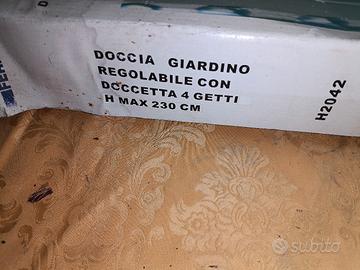 DOCCIA GIARDINO
REGOLABILE CON
DOCCETTA 4 GETTI
H MAX 230 CM
H2042
subito